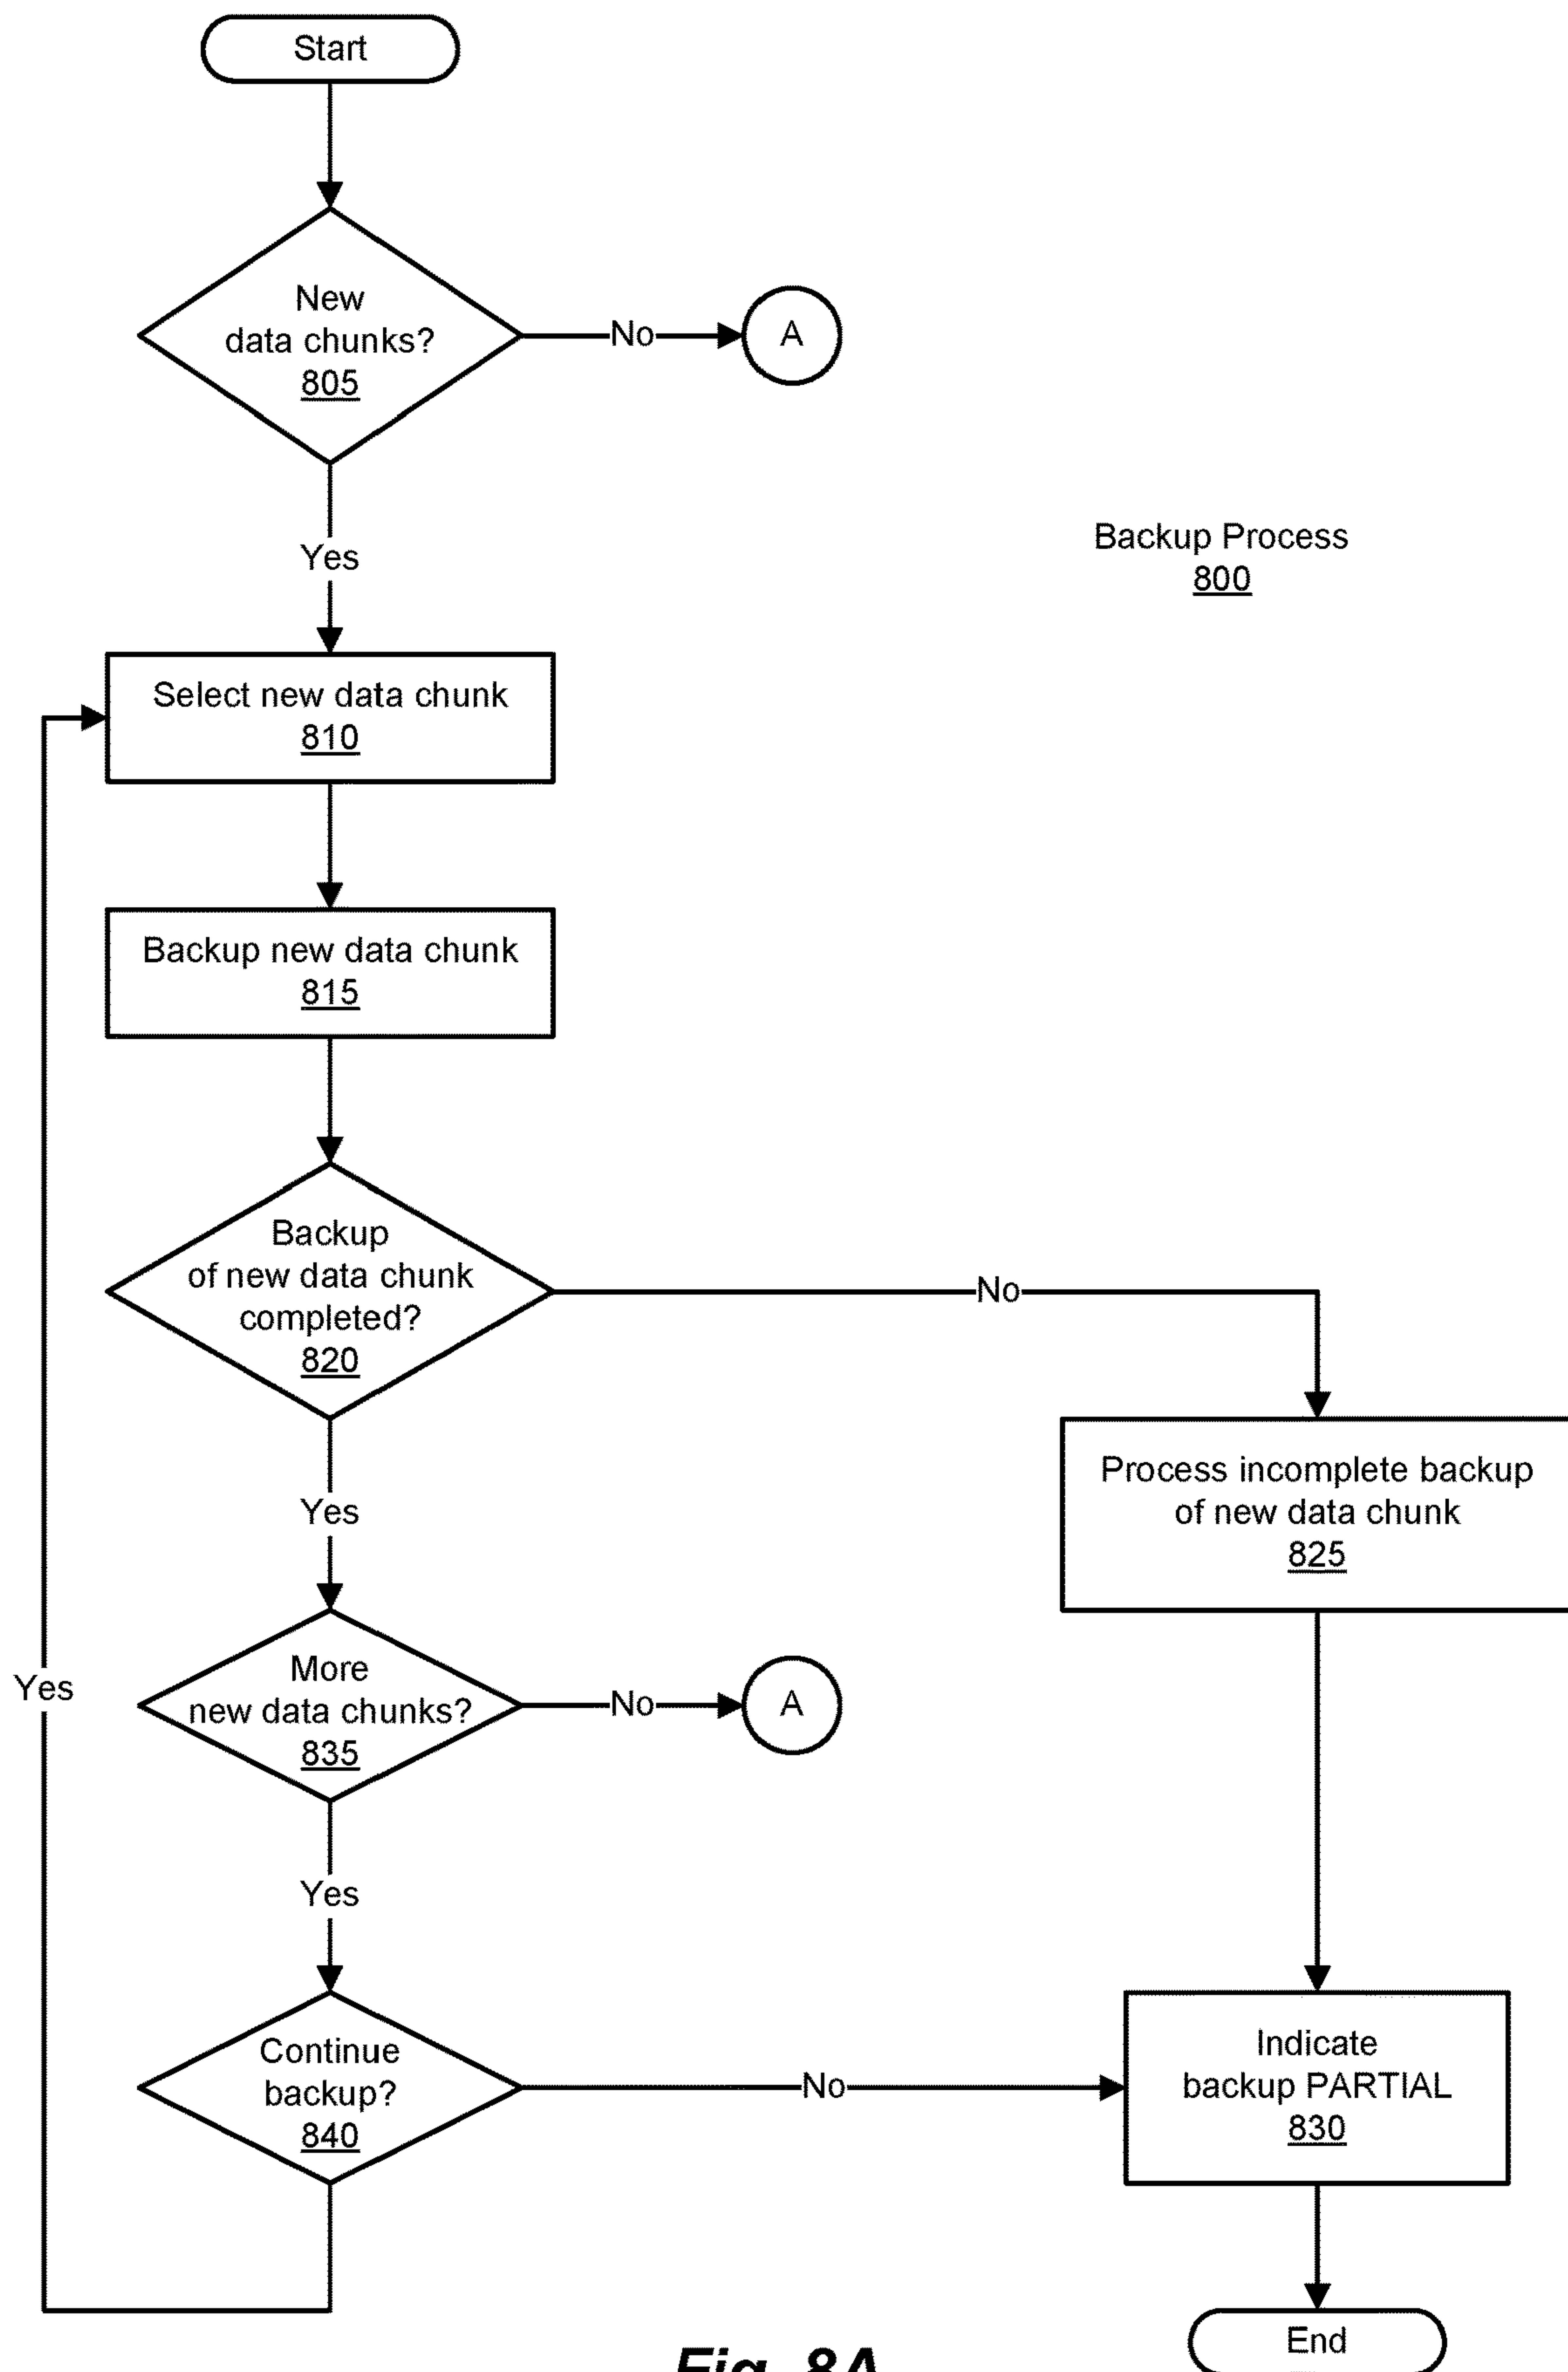 Start
New
data chunks?
805
No
A
Yes
Backup Process
800
Select new data chunk
810
Backup new data chunk
815
Backup
of new data chunk
completed?
820
No
Yes
Process incomplete backup
of new data chunk
825
More
new data chunks?
835
No
A
Yes
Yes
Continue
backup?
840
No
Indicate
backup PARTIAL
830
End
Fig. 8A